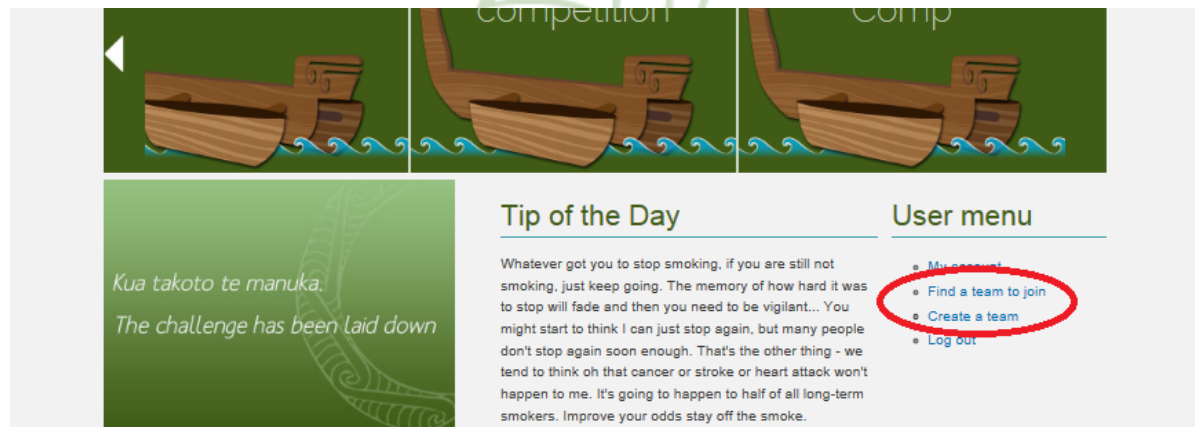 competition
Comp
Kua takoto te manuka.
The challenge has been laid down
Tip of the Day
Whatever got you to stop smoking, if you are still not
smoking, just keep going. The memory of how hard it was
to stop will fade and then you need to be vigilant... You
might start to think I can just stop again, but many people
don't stop again soon enough. That's the other thing - we
tend to think oh that cancer or stroke or heart attack won't
happen to me. It's going to happen to half of all long-term
smokers. Improve your odds stay off the smoke.
User menu
My account
Find a team to join
Create a team
Log out